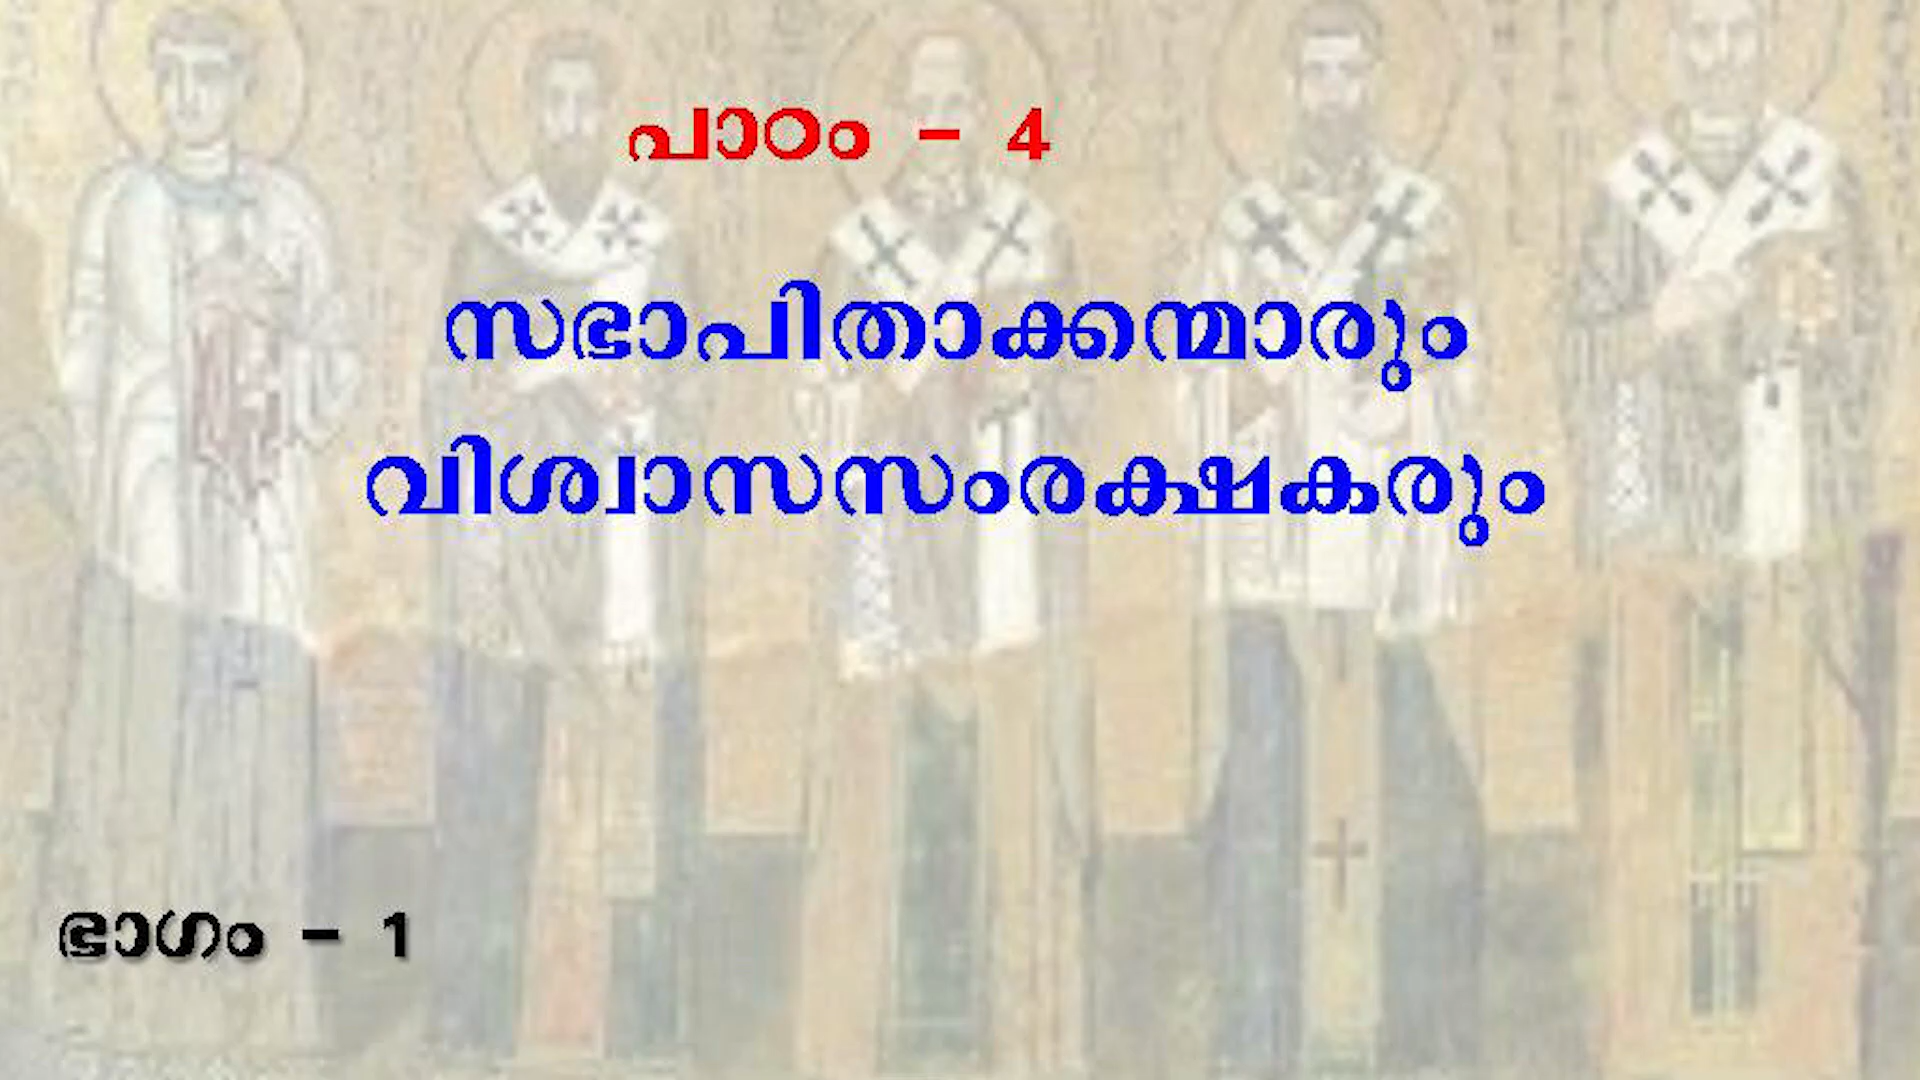 പാഠം - 4
സഭാപിതാക്കന്മാരും
വിശ്വാസസംരക്ഷകരും
ഭാഗം - 1